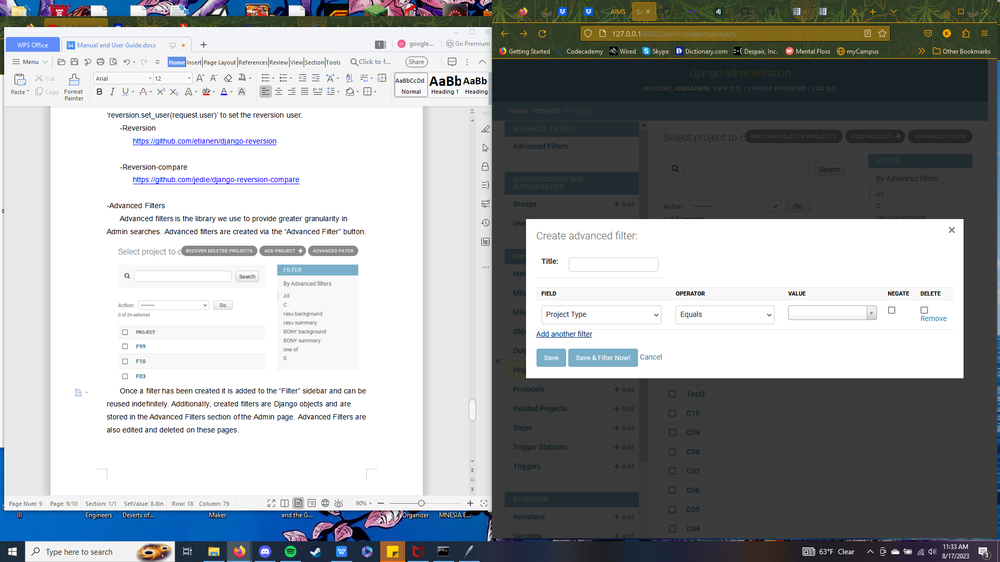 WPS Office
Manual and User Guide.docx
1
google...
Go Premium
Menu
Home
Insert
Page Layout
References
Review
View
Section
Tools
Click to f...
Share
Paste
Cut
Copy
Format
Painter
Arial
12
AaBbCcDd
Normal
AaBb
Heading 1
AaBb
Heading
‘reversion.set_user(request.user)’ to set the reversion user.
-Reversion
https://github.com/etianen/django-reversion
-Reversion-compare
https://github.com/jedie/django-reversion-compare
-Advanced Filters
Advanced filters is the library we use to provide greater granularity in
Admin searches. Advanced filters are created via the “Advanced Filter” button.
Select project to c
RECOVER DELETED PROJECTS
ADD PROJECT +
ADVANCED FILTER
Search
FILTER
By Advanced filters
All
C
rasu background
rasu summary
BONY background
BONY summary
one of
D
Action:
---------
Go
0 of 24 selected
PROJECT
F99
F10
F03
Once a filter has been created it is added to the “Filter” sidebar and can be
reused indefinitely. Additionally, created filters are Django objects and are
stored in the Advanced Filters section of the Admin page. Advanced Filters are
also edited and deleted on these pages.
Page Num: 9
Page: 9/10
Section: 1/1
SetValue: 8.8in
Row: 18
Column: 79
90%
III
Engineers
Deserts of...
Maker
and the G...
Organizer
MNESIA E...
AIMS
Se
dj
127.0.0.1:8000/admin/projects/project/
K
Getting Started
Codecademy
Wired
Skype
Dictionary.com
Despair, Inc.
Mental Floss
myCampus
Other Bookmarks
Django administration
WELCOME, AIMSADMIN. VIEW SITE / CHANGE PASSWORD / LOG OUT
Home › Projects › Projects
ADVANCED_FILTERS
Advanced Filters
AUTHENTICATION AND
AUTHORIZATION
Groups
+ Add
Use
PRO
Met
Mile
Mile
Obje
Outp
Proj
Protocols
+ Add
Related Projects
+ Add
Steps
+ Add
Trigger Statuses
+ Add
Triggers
+ Add
REVERSION
Revisions
+ Add
Versions
+ Add
Select project to c
RECOVER DELETED PROJECTS
ADD PROJECT +
ADVANCED FILTER
Search
FILTER
By Advanced filters
All
C
rasu background
Action:
---------
Go
0 of 24 selected
Create advanced filter:
Title:
FIELD
OPERATOR
VALUE
NEGATE
DELETE
Project Type
Equals
Remove
Add another filter
Save
Save & Filter Now!
Cancel
Test3
C10
C09
C08
C07
C06
C05
C04
Type here to search
63°F Clear
11:33 AM
8/17/2023
3